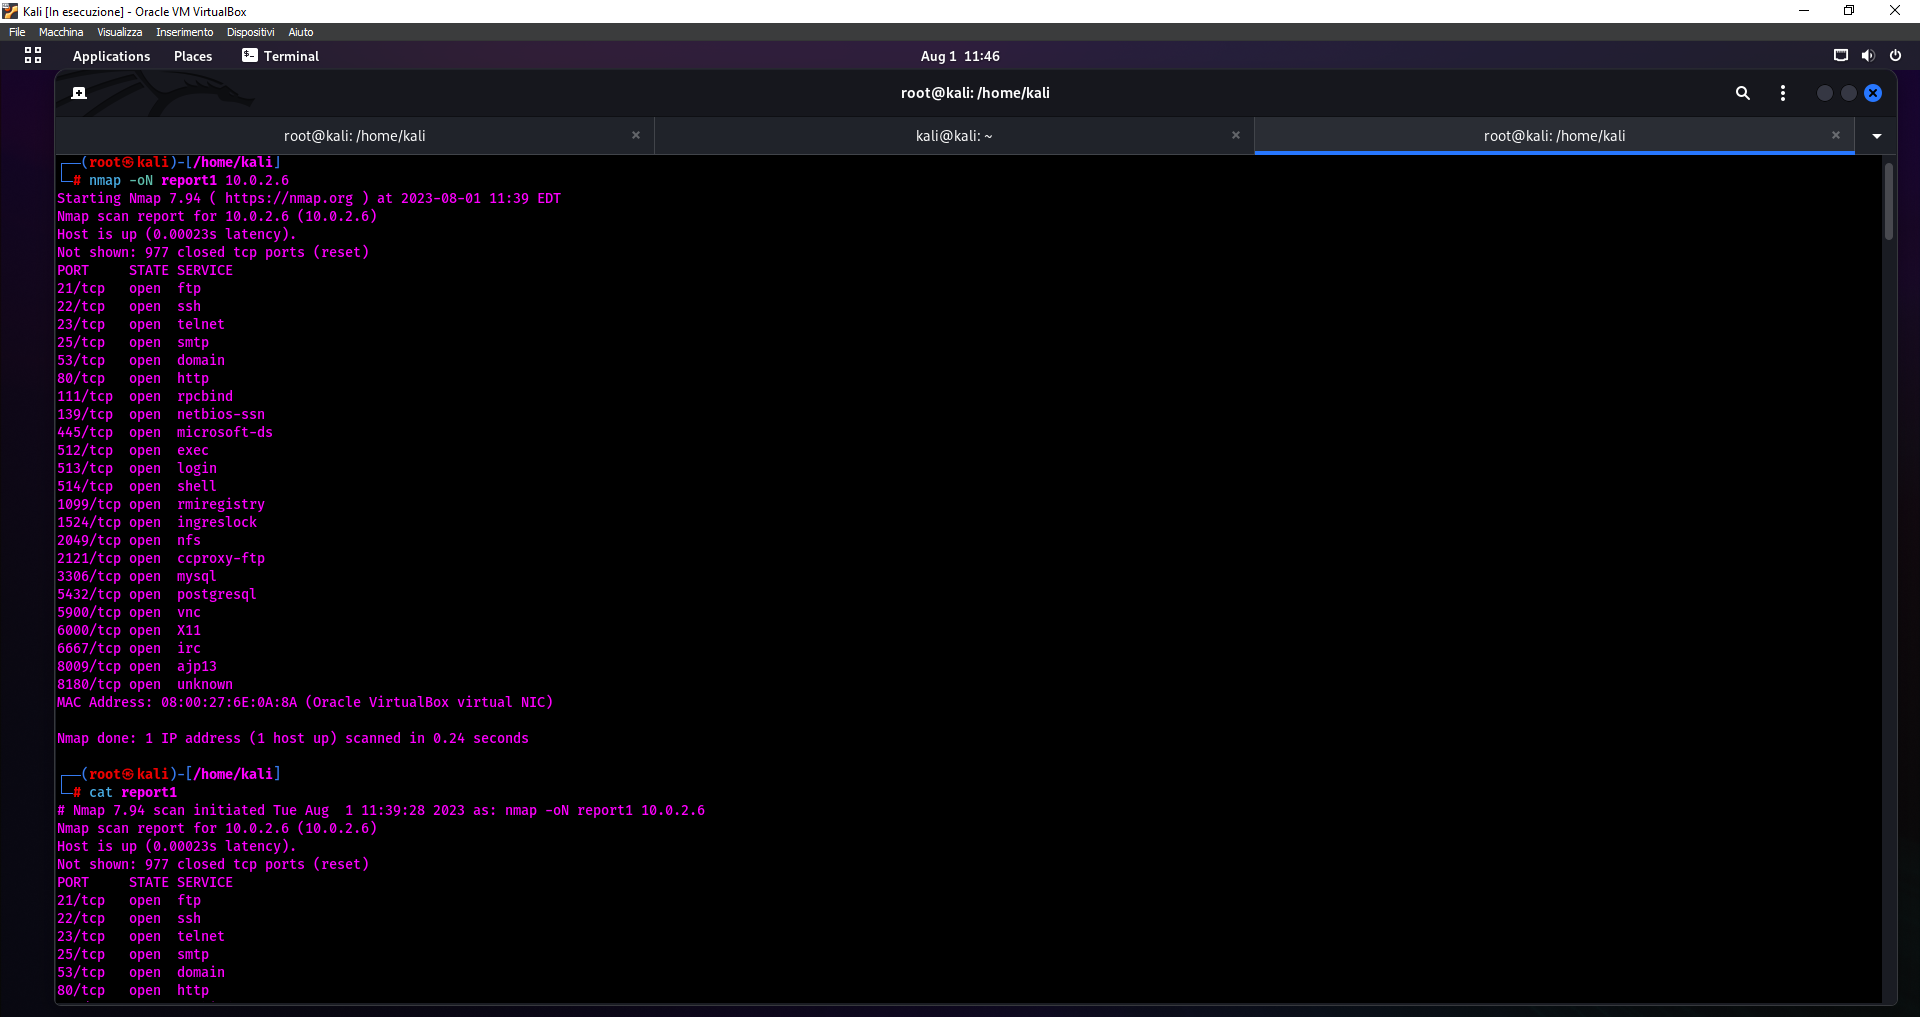 Kali [In esecuzione] - Oracle VM VirtualBox
File Macchina Visualizza Inserimento Dispositivi Aiuto
Applications Places Terminal Aug 1 11:46
root@kali: /home/kali
root@kali: /home/kali kali@kali: ~ root@kali: /home/kali
(root㉿kali)-[/home/kali]
# nmap -oN report1 10.0.2.6
Starting Nmap 7.94 ( https://nmap.org ) at 2023-08-01 11:39 EDT
Nmap scan report for 10.0.2.6 (10.0.2.6)
Host is up (0.00023s latency).
Not shown: 977 closed tcp ports (reset)
PORT STATE SERVICE
21/tcp open ftp
22/tcp open ssh
23/tcp open telnet
25/tcp open smtp
53/tcp open domain
80/tcp open http
111/tcp open rpcbind
139/tcp open netbios-ssn
445/tcp open microsoft-ds
512/tcp open exec
513/tcp open login
514/tcp open shell
1099/tcp open rmiregistry
1524/tcp open ingreslock
2049/tcp open nfs
2121/tcp open ccproxy-ftp
3306/tcp open mysql
5432/tcp open postgresql
5900/tcp open vnc
6000/tcp open X11
6667/tcp open irc
8009/tcp open ajp13
8180/tcp open unknown
MAC Address: 08:00:27:6E:0A:8A (Oracle VirtualBox virtual NIC)
Nmap done: 1 IP address (1 host up) scanned in 0.24 seconds
(root㉿kali)-[/home/kali]
# cat report1
# Nmap 7.94 scan initiated Tue Aug  1 11:39:28 2023 as: nmap -oN report1 10.0.2.6
Nmap scan report for 10.0.2.6 (10.0.2.6)
Host is up (0.00023s latency).
Not shown: 977 closed tcp ports (reset)
PORT STATE SERVICE
21/tcp open ftp
22/tcp open ssh
23/tcp open telnet
25/tcp open smtp
53/tcp open domain
80/tcp open http